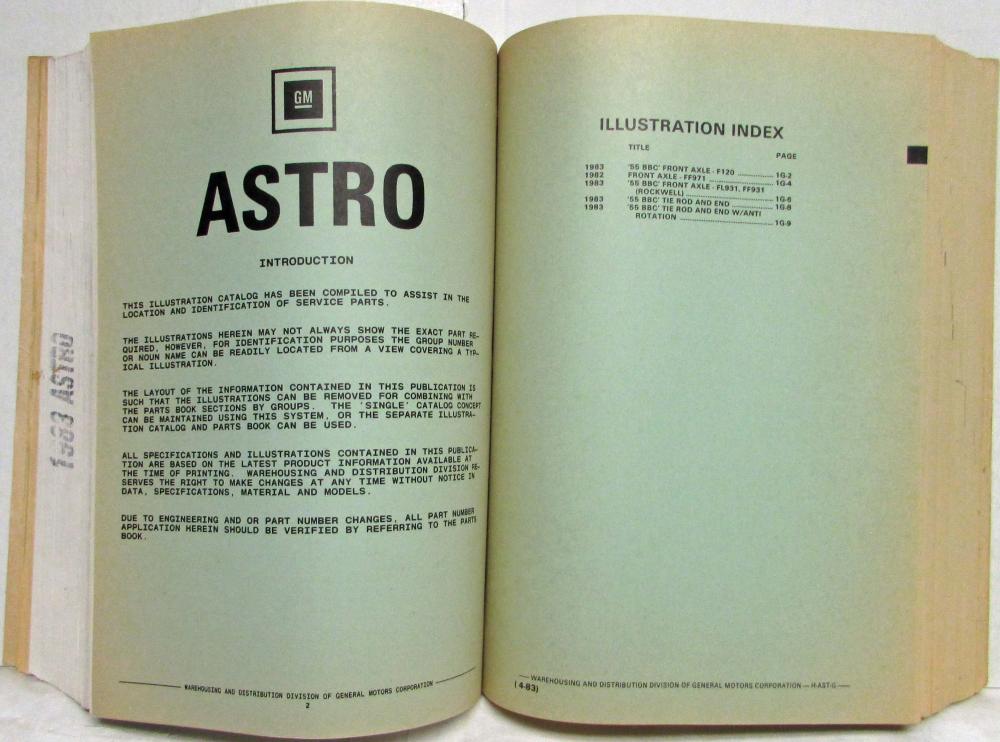 1983 ASTRO
GM
ASTRO
INTRODUCTION
THIS ILLUSTRATION CATALOG HAS BEEN COMPILED TO ASSIST IN THE
LOCATION AND IDENTIFICATION OF SERVICE PARTS.
THE ILLUSTRATIONS HEREIN MAY NOT ALWAYS SHOW THE EXACT PART RE-
QUIRED, HOWEVER, FOR IDENTIFICATION PURPOSES THE GROUP NUMBER
OR NOUN NAME CAN BE READILY LOCATED FROM A VIEW COVERING A TYP-
ICAL ILLUSTRATION.
THE LAYOUT OF THE INFORMATION CONTAINED IN THIS PUBLICATION IS
SUCH THAT THE ILLUSTRATIONS CAN BE REMOVED FOR COMBINING WITH
THE PARTS BOOK SECTIONS BY GROUPS. THE 'SINGLE' CATALOG CONCEPT
CAN BE MAINTAINED USING THIS SYSTEM, OR THE SEPARATE ILLUSTRA-
TION CATALOG AND PARTS BOOK CAN BE USED.
ALL SPECIFICATIONS AND ILLUSTRATIONS CONTAINED IN THIS PUBLICA-
TION ARE BASED ON THE LATEST PRODUCT INFORMATION AVAILABLE AT
THE TIME OF PRINTING. WAREHOUSING AND DISTRIBUTION DIVISION RE-
SERVES THE RIGHT TO MAKE CHANGES AT ANY TIME WITHOUT NOTICE IN
DATA, SPECIFICATIONS, MATERIAL AND MODELS.
DUE TO ENGINEERING AND OR PART NUMBER CHANGES, ALL PART NUMBER
APPLICATION HEREIN SHOULD BE VERIFIED BY REFERRING TO THE PARTS
BOOK.
WAREHOUSING AND DISTRIBUTION DIVISION OF GENERAL MOTORS CORPORATION
2
ILLUSTRATION INDEX
TITLE PAGE
1983 '55 BBC' FRONT AXLE - F120 .......... 1G-2
1982 FRONT AXLE - FF971 .......... 1G-4
1983 '55 BBC' FRONT AXLE - FL931, FF931
(ROCKWELL) .......... 1G-6
1983 '55 BBC' TIE ROD AND END .......... 1G-8
1983 '55 BBC' TIE ROD AND END W/ANTI
ROTATION .......... 1G-9
— WAREHOUSING AND DISTRIBUTION DIVISION OF GENERAL MOTORS CORPORATION — H-AST-G —
(4-83)